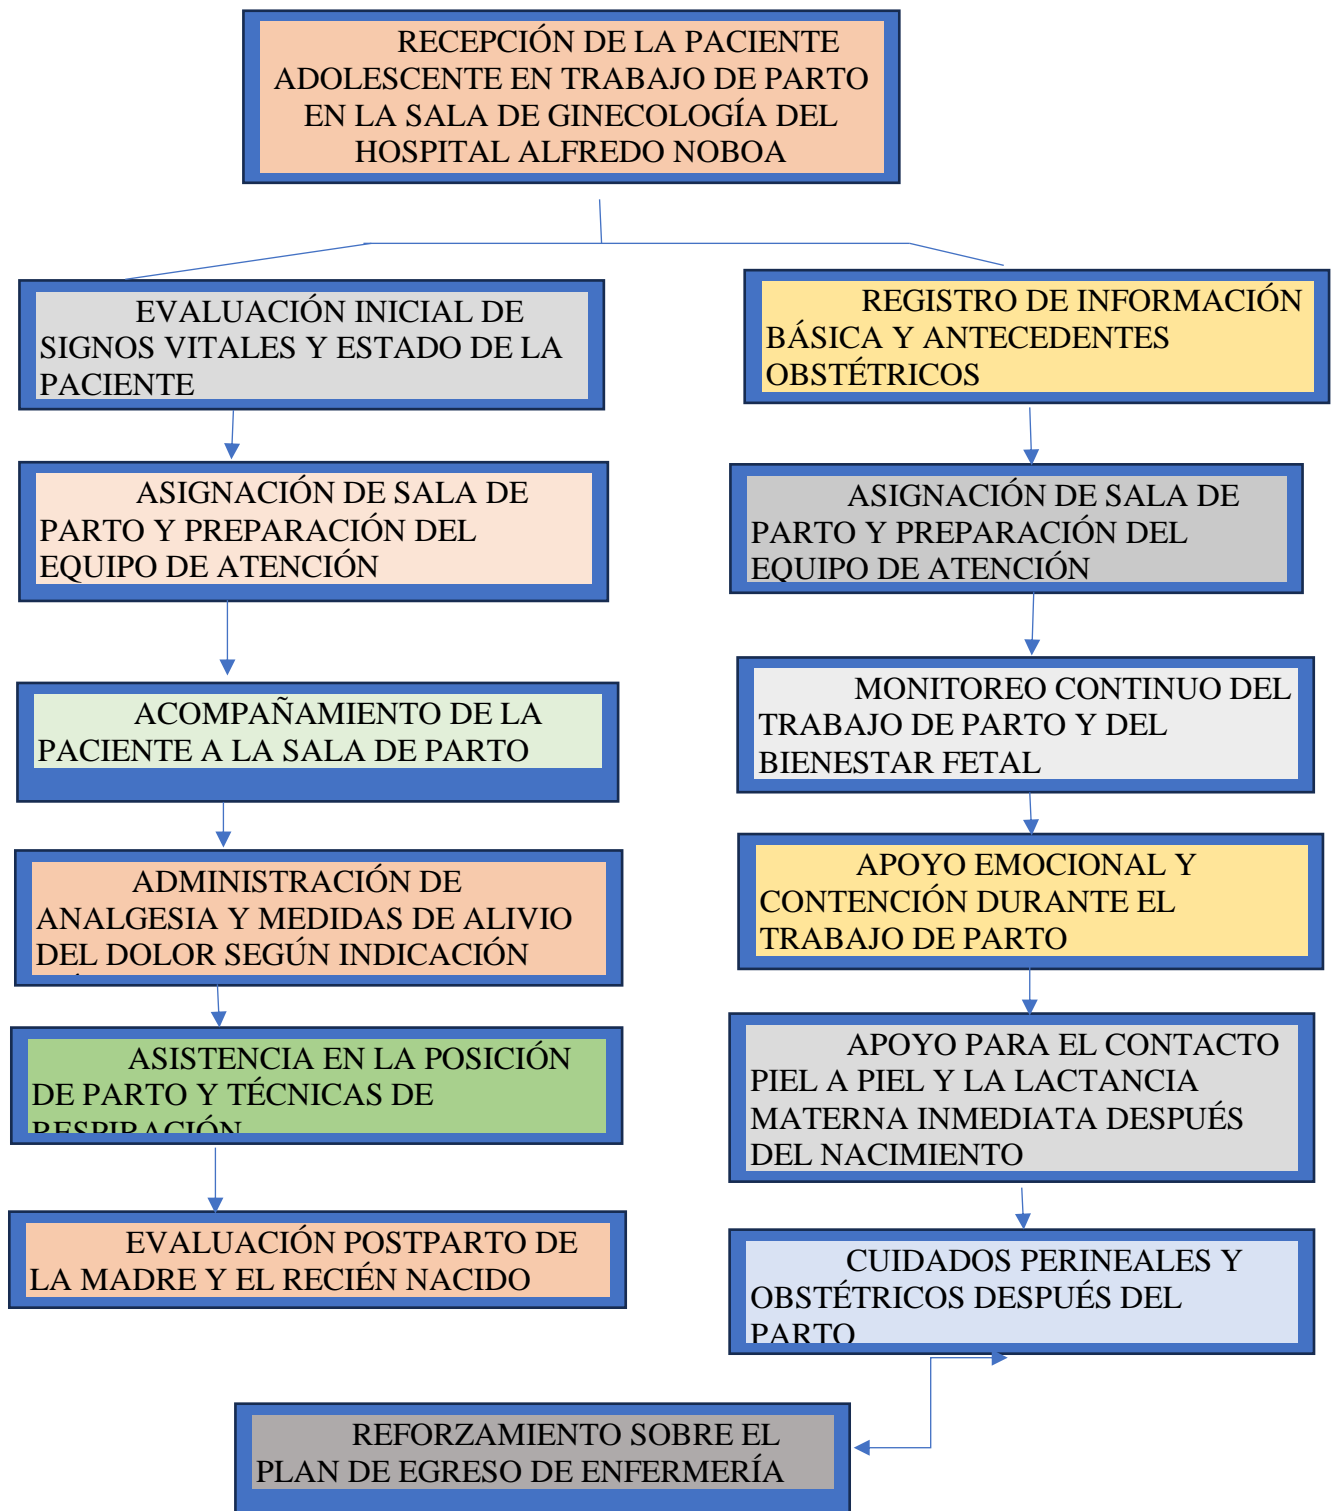 RECEPCIÓN DE LA PACIENTE
ADOLESCENTE EN TRABAJO DE PARTO
EN LA SALA DE GINECOLOGÍA DEL
HOSPITAL ALFREDO NOBOA
EVALUACIÓN INICIAL DE
SIGNOS VITALES Y ESTADO DE LA
PACIENTE
ASIGNACIÓN DE SALA DE
PARTO Y PREPARACIÓN DEL
EQUIPO DE ATENCIÓN
ACOMPAÑAMIENTO DE LA
PACIENTE A LA SALA DE PARTO
ADMINISTRACIÓN DE
ANALGESIA Y MEDIDAS DE ALIVIO
DEL DOLOR SEGÚN INDICACIÓN
ASISTENCIA EN LA POSICIÓN
DE PARTO Y TÉCNICAS DE
RESPIRACIÓN
EVALUACIÓN POSTPARTO DE
LA MADRE Y EL RECIÉN NACIDO
REGISTRO DE INFORMACIÓN
BÁSICA Y ANTECEDENTES
OBSTÉTRICOS
ASIGNACIÓN DE SALA DE
PARTO Y PREPARACIÓN DEL
EQUIPO DE ATENCIÓN
MONITOREO CONTINUO DEL
TRABAJO DE PARTO Y DEL
BIENESTAR FETAL
APOYO EMOCIONAL Y
CONTENCIÓN DURANTE EL
TRABAJO DE PARTO
APOYO PARA EL CONTACTO
PIEL A PIEL Y LA LACTANCIA
MATERNA INMEDIATA DESPUÉS
DEL NACIMIENTO
CUIDADOS PERINEALES Y
OBSTÉTRICOS DESPUÉS DEL
PARTO
REFORZAMIENTO SOBRE EL
PLAN DE EGRESO DE ENFERMERÍA